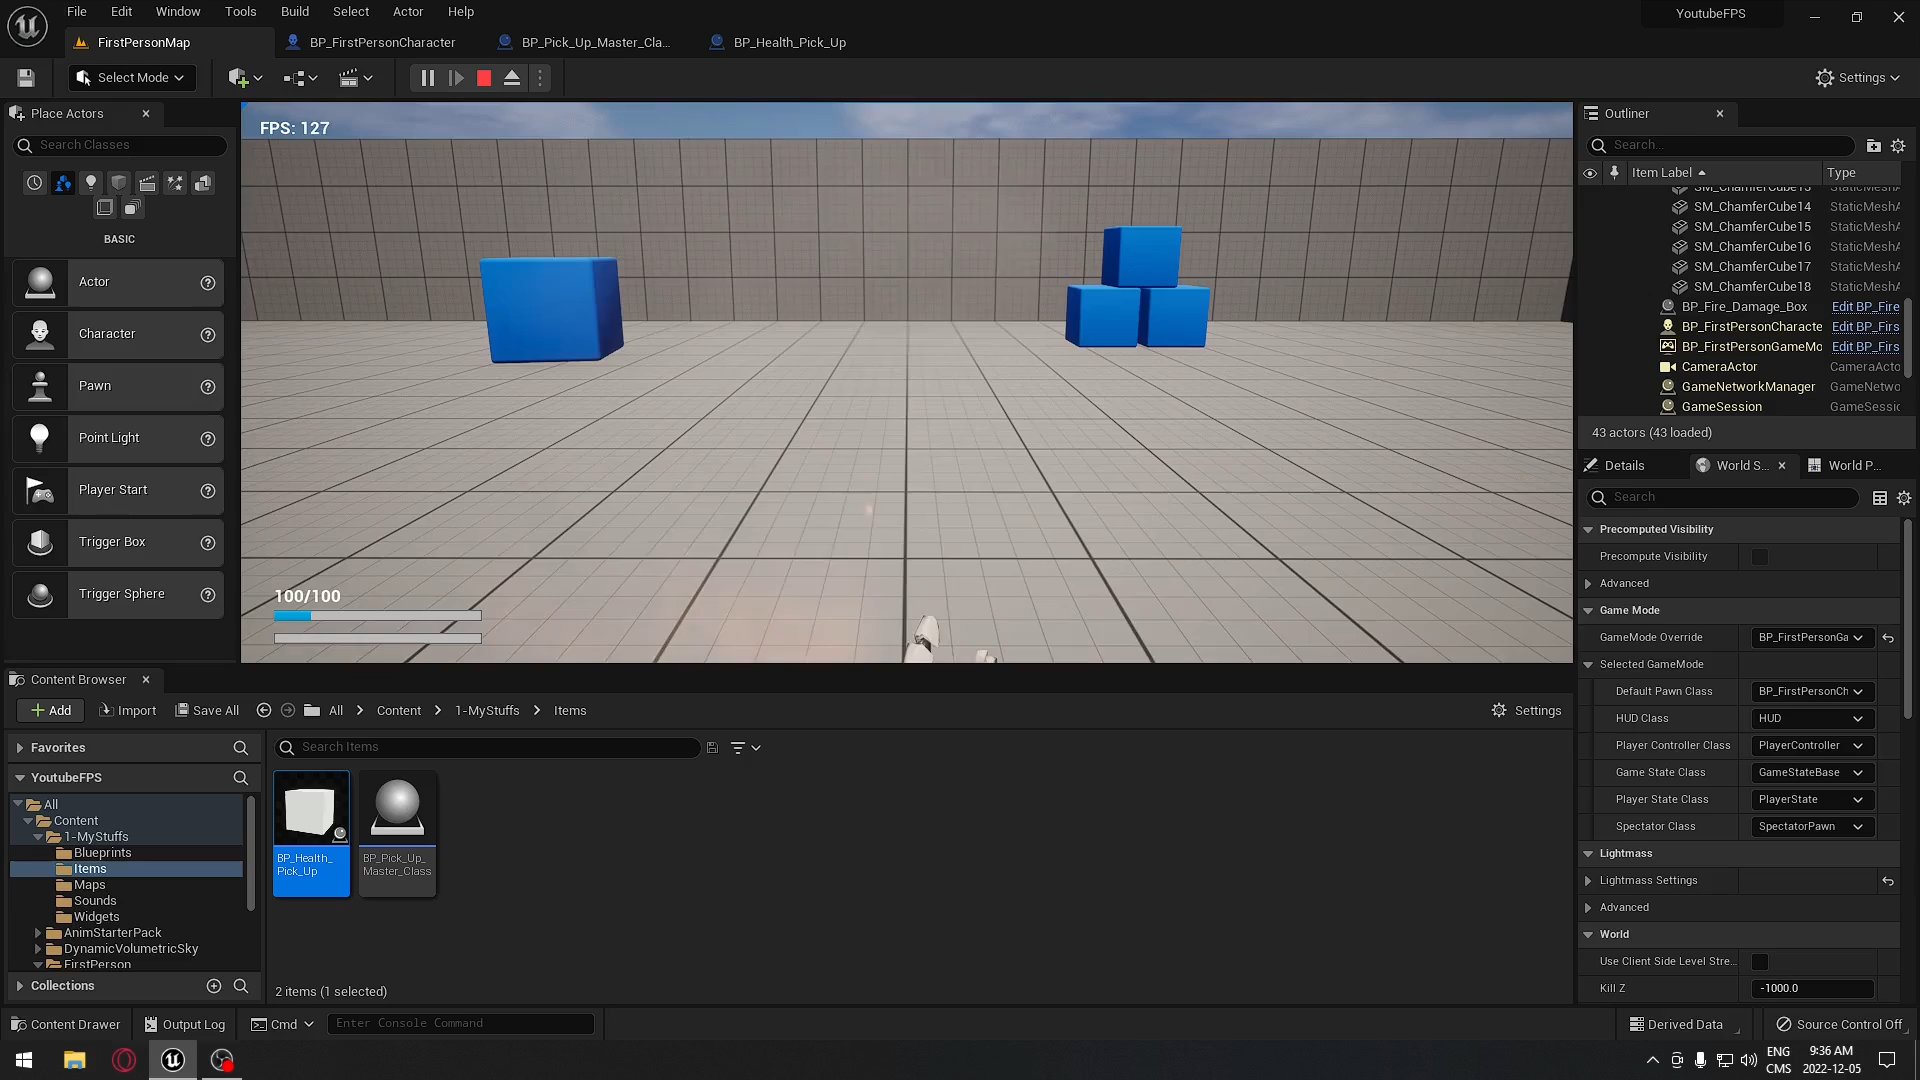 File Edit Window Tools Build Select Actor Help
YoutubeFPS
FirstPersonMap
BP_FirstPersonCharacter
BP_Pick_Up_Master_Cla...
BP_Health_Pick_Up
Select Mode
Settings
Place Actors
Search Classes
BASIC
Actor
Character
Pawn
Point Light
Player Start
Trigger Box
Trigger Sphere
FPS: 127
100/100
Outliner
Search...
Item Label
Type
SM_ChamferCube14 StaticMeshA
SM_ChamferCube15 StaticMeshA
SM_ChamferCube16 StaticMeshA
SM_ChamferCube17 StaticMeshA
SM_ChamferCube18 StaticMeshA
BP_Fire_Damage_Box Edit BP_Fire
BP_FirstPersonCharacte Edit BP_Firs
BP_FirstPersonGameMo Edit BP_Firs
CameraActor CameraActo
GameNetworkManager GameNetwo
GameSession GameSessic
43 actors (43 loaded)
Details
World S...
World P...
Search
Precomputed Visibility
Precompute Visibility
Advanced
Game Mode
GameMode Override BP_FirstPersonGa
Selected GameMode
Default Pawn Class BP_FirstPersonCh
HUD Class HUD
Player Controller Class PlayerController
Game State Class GameStateBase
Player State Class PlayerState
Spectator Class SpectatorPawn
Lightmass
Lightmass Settings
Advanced
World
Use Client Side Level Stre...
Kill Z -1000.0
Content Browser
Add Import Save All All Content 1-MyStuffs Items
Settings
Favorites
YoutubeFPS
All
Content
1-MyStuffs
Blueprints
Items
Maps
Sounds
Widgets
AnimStarterPack
DynamicVolumetricSky
FirstPerson
Collections
Search Items
BP_Health_
Pick_Up
BP_Pick_Up_
Master_Class
2 items (1 selected)
Content Drawer
Output Log
Cmd
Enter Console Command
Derived Data
Source Control Off
ENG
CMS
9:36 AM
2022-12-05